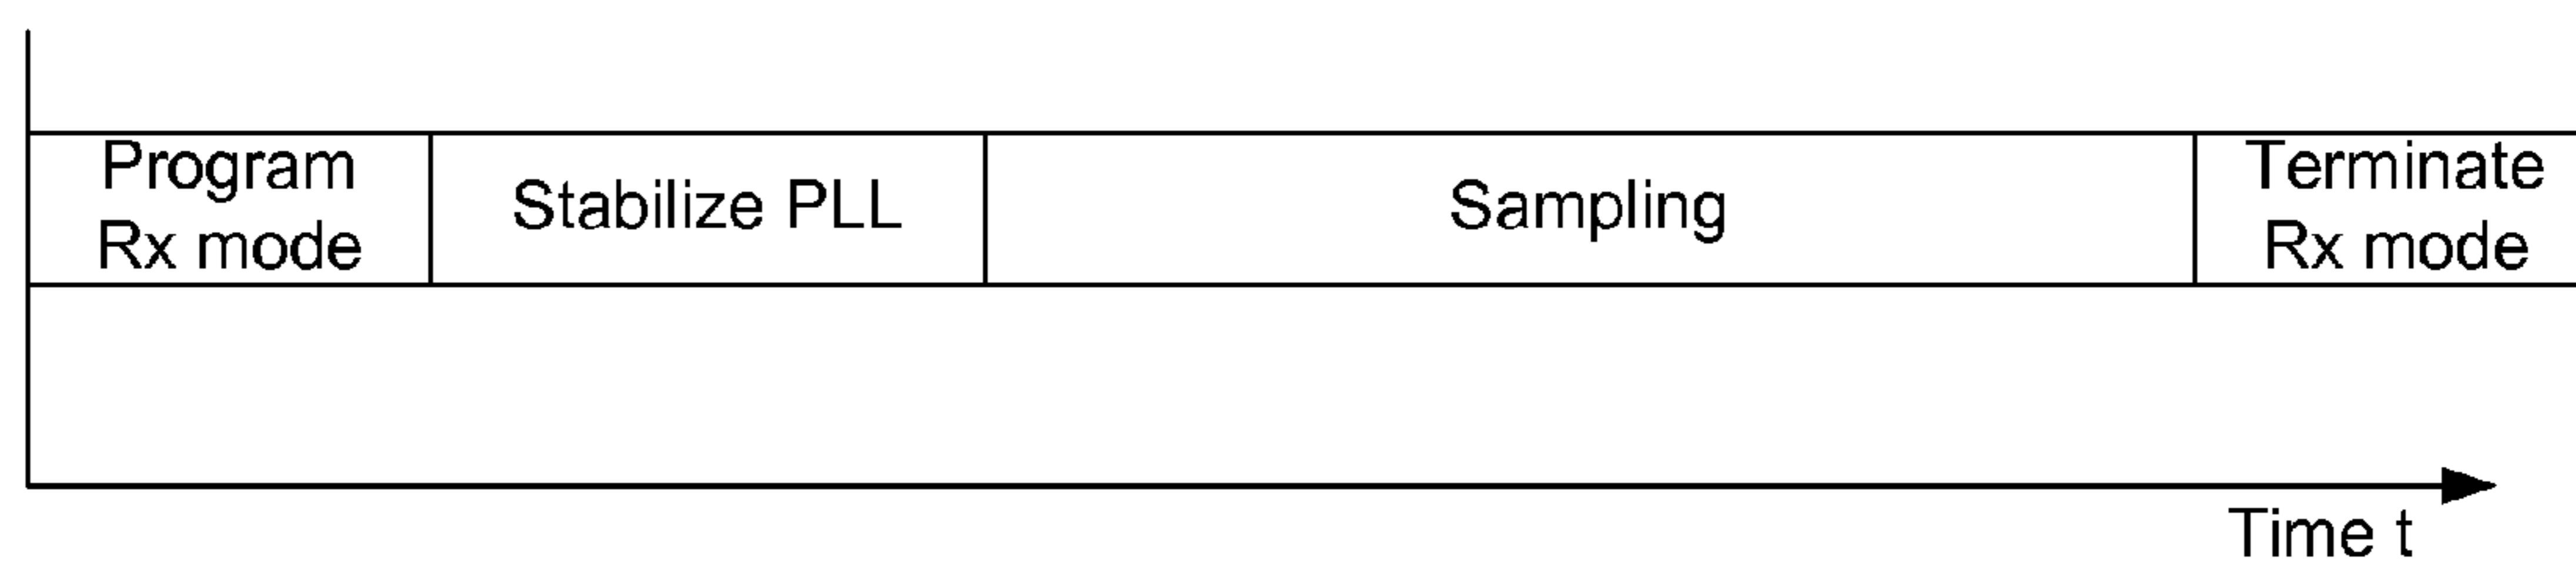 Program
Rx mode
Stabilize PLL
Sampling
Terminate
Rx mode
Time t